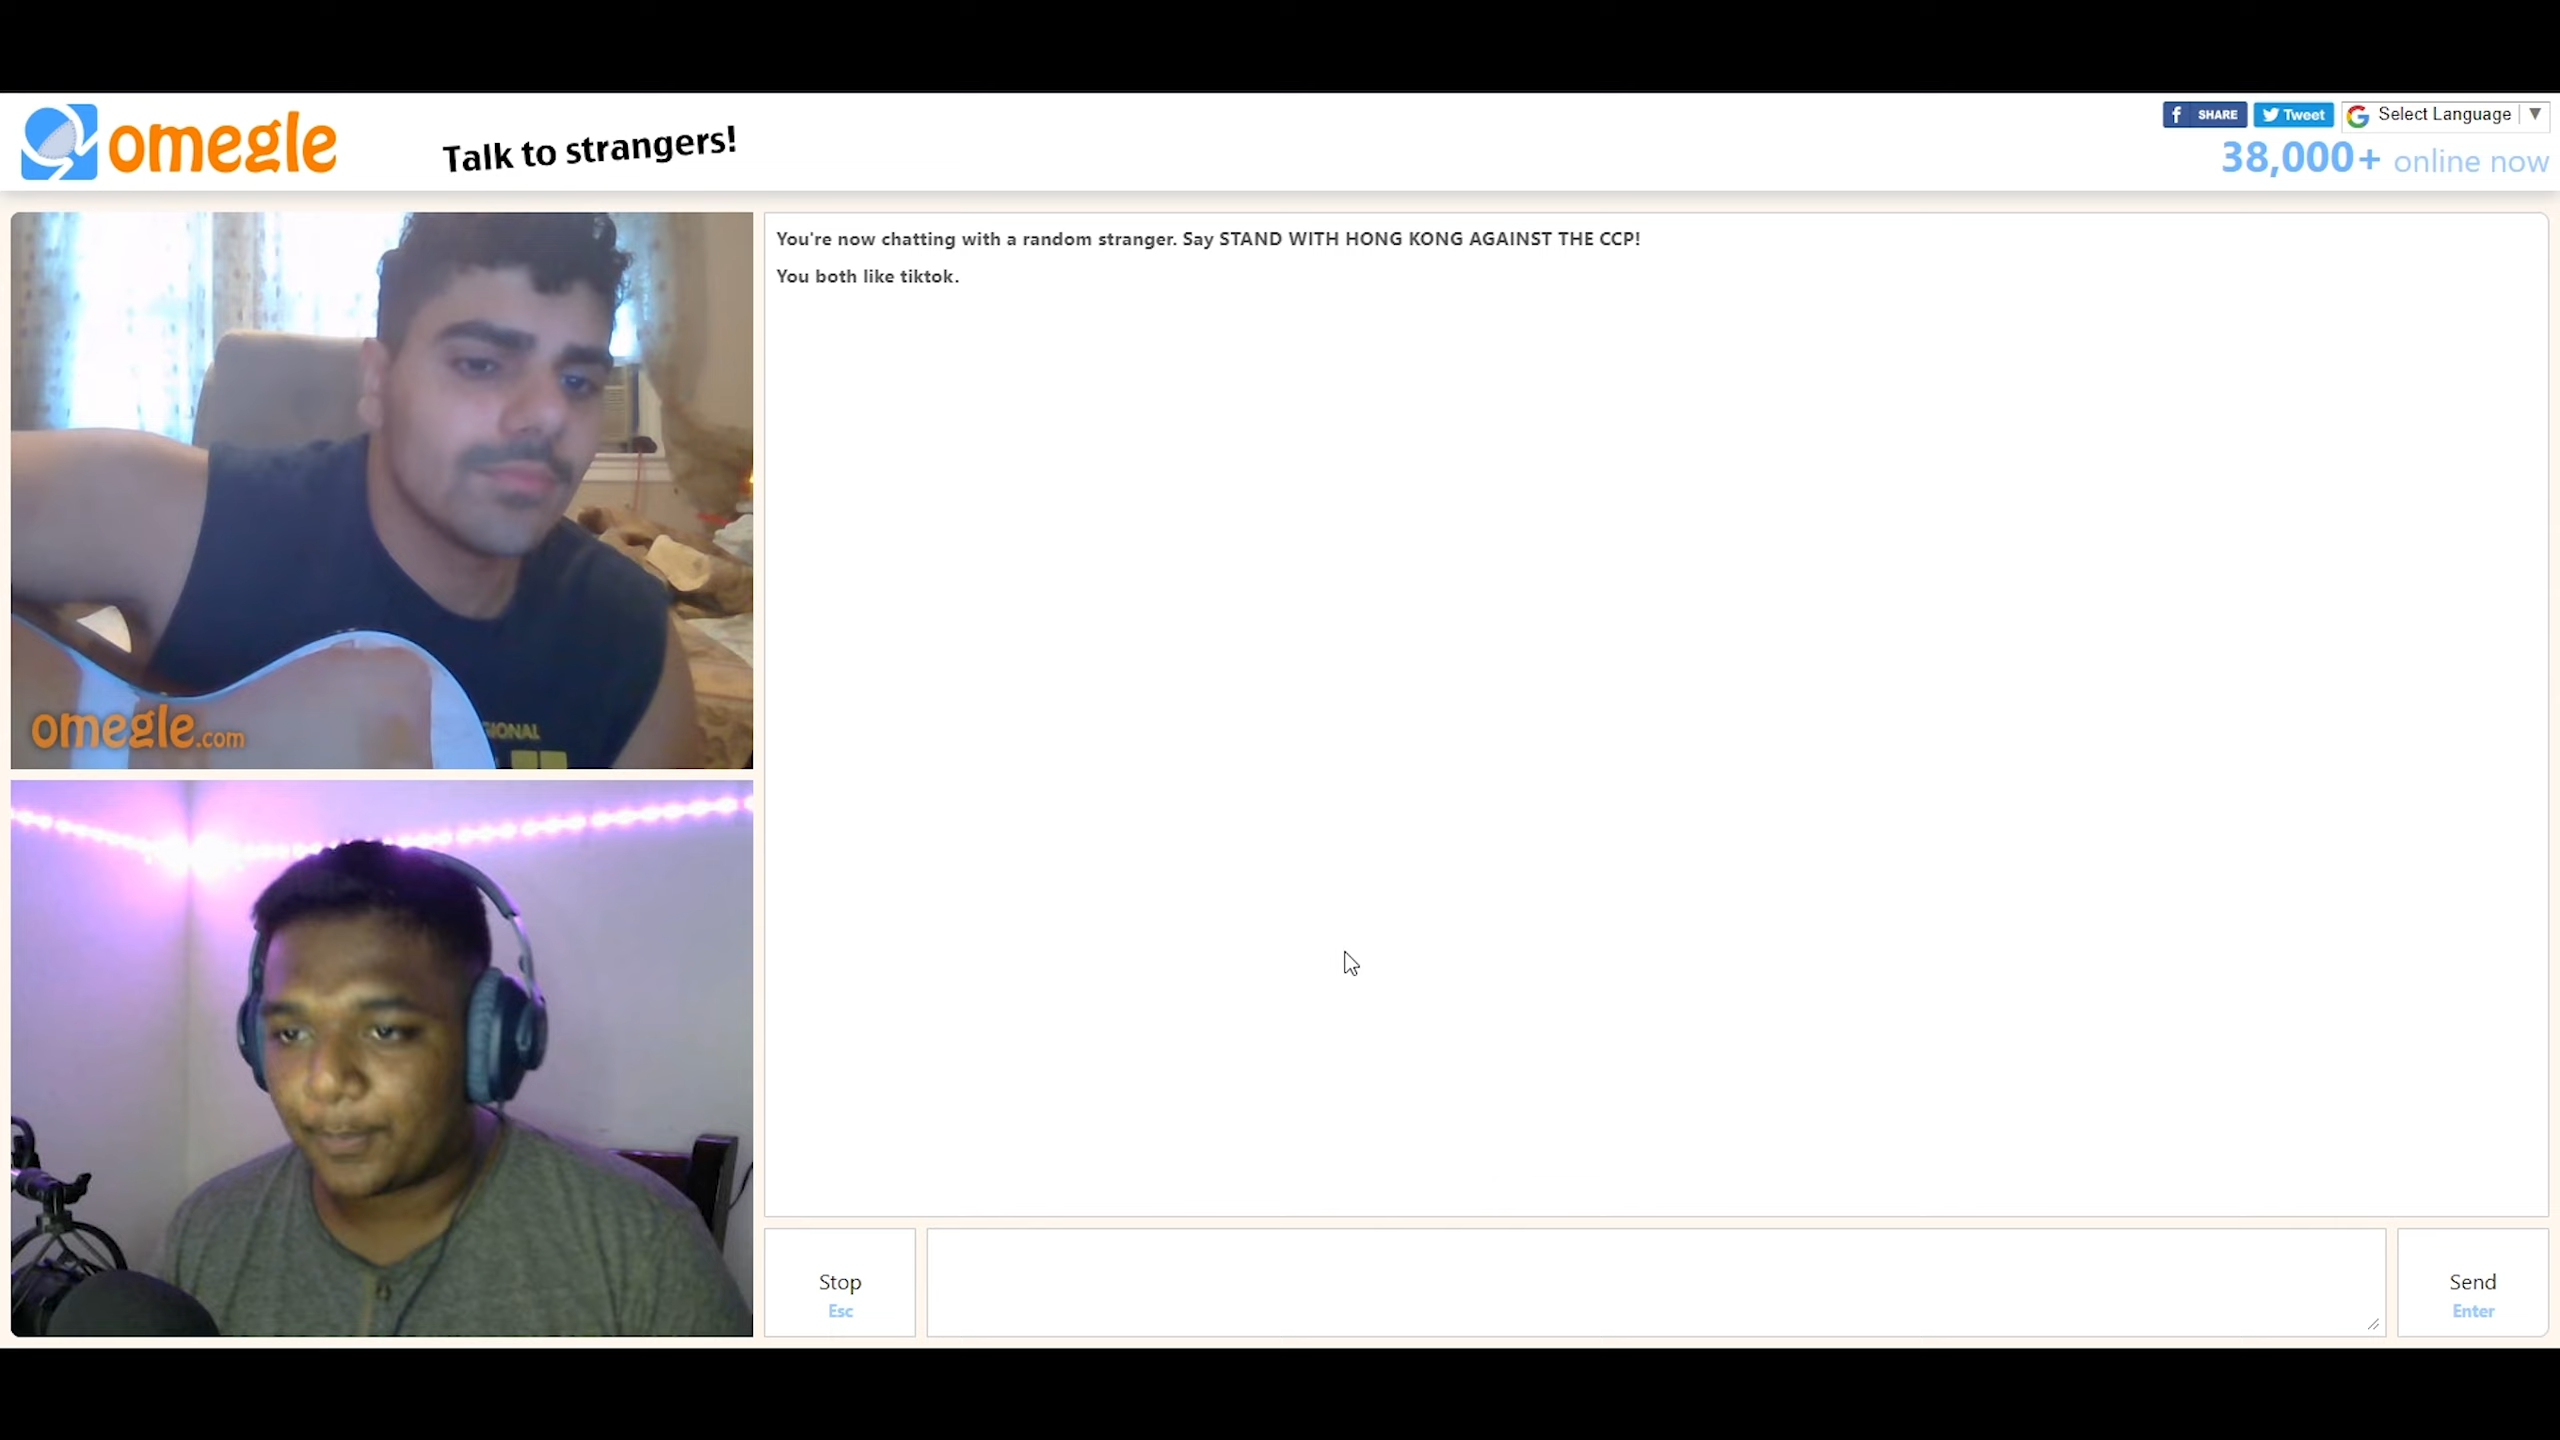 omegle
Talk to strangers!
f SHARE
Tweet
G Select Language ▼
38,000+ online now
You're now chatting with a random stranger. Say STAND WITH HONG KONG AGAINST THE CCP!
You both like tiktok.
omegle.com
Stop
Esc
Send
Enter